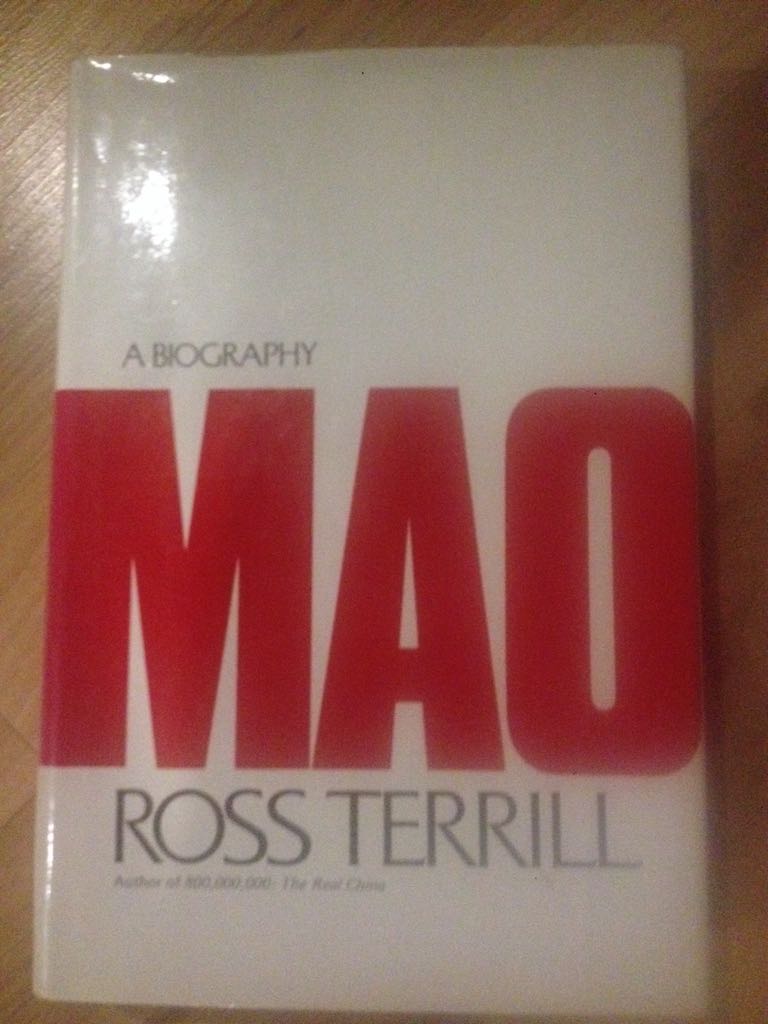 A BIOGRAPHY
MAO
ROSS TERRILL
Author of 800,000,000: The Real China